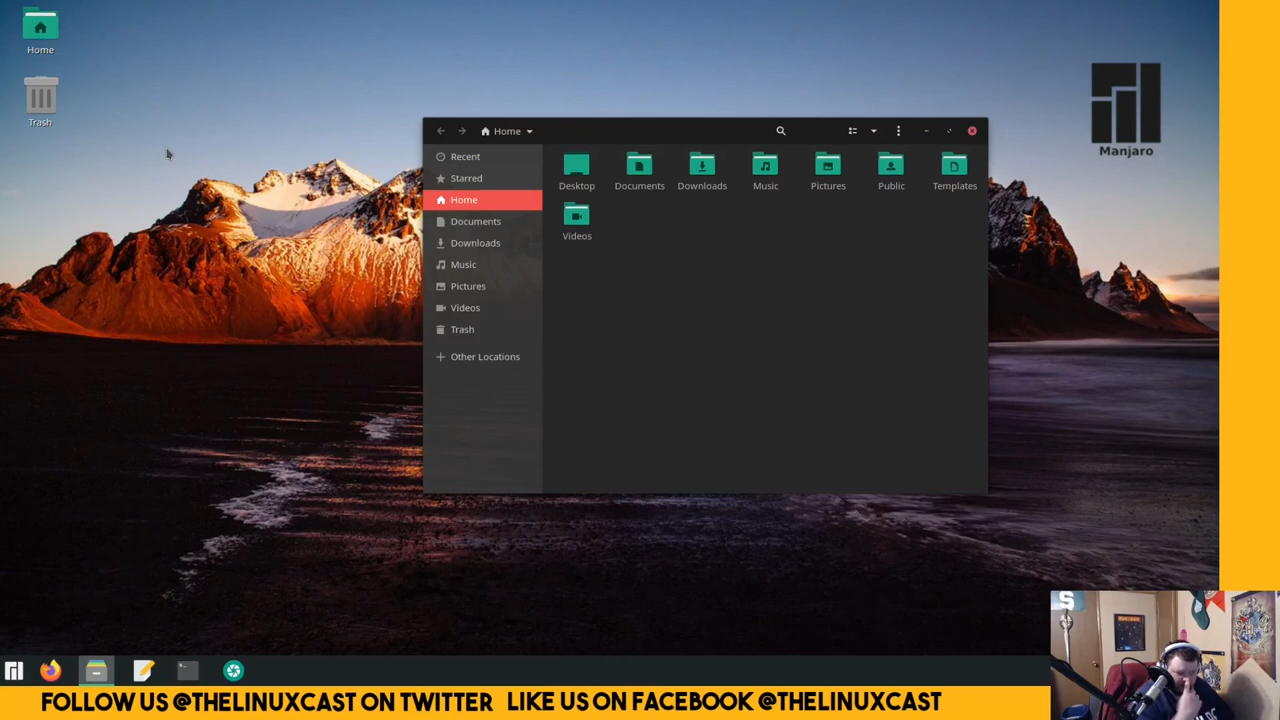 Home
Trash
Manjaro
Home
Recent
Starred
Home
Documents
Downloads
Music
Pictures
Videos
Trash
Other Locations
Desktop
Documents
Downloads
Music
Pictures
Public
Templates
Videos
S
FOLLOW US @THELINUXCAST ON TWITTER LIKE US ON FACEBOOK @THELINUXCAST